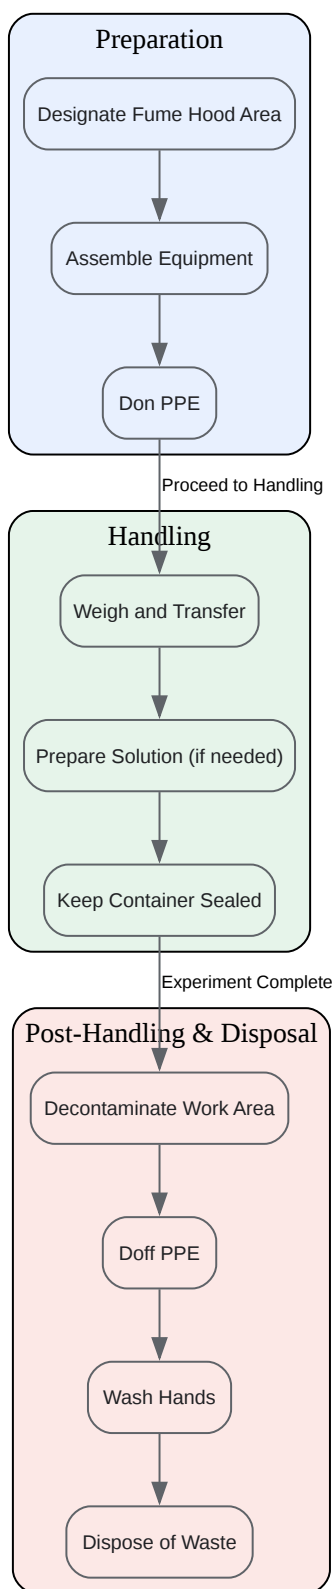 Preparation
Designate Fume Hood Area
Assemble Equipment
Don PPE
Proceed to Handling
Handling
Weigh and Transfer
Prepare Solution (if needed)
Keep Container Sealed
Experiment Complete
Post-Handling & Disposal
Decontaminate Work Area
Doff PPE
Wash Hands
Dispose of Waste